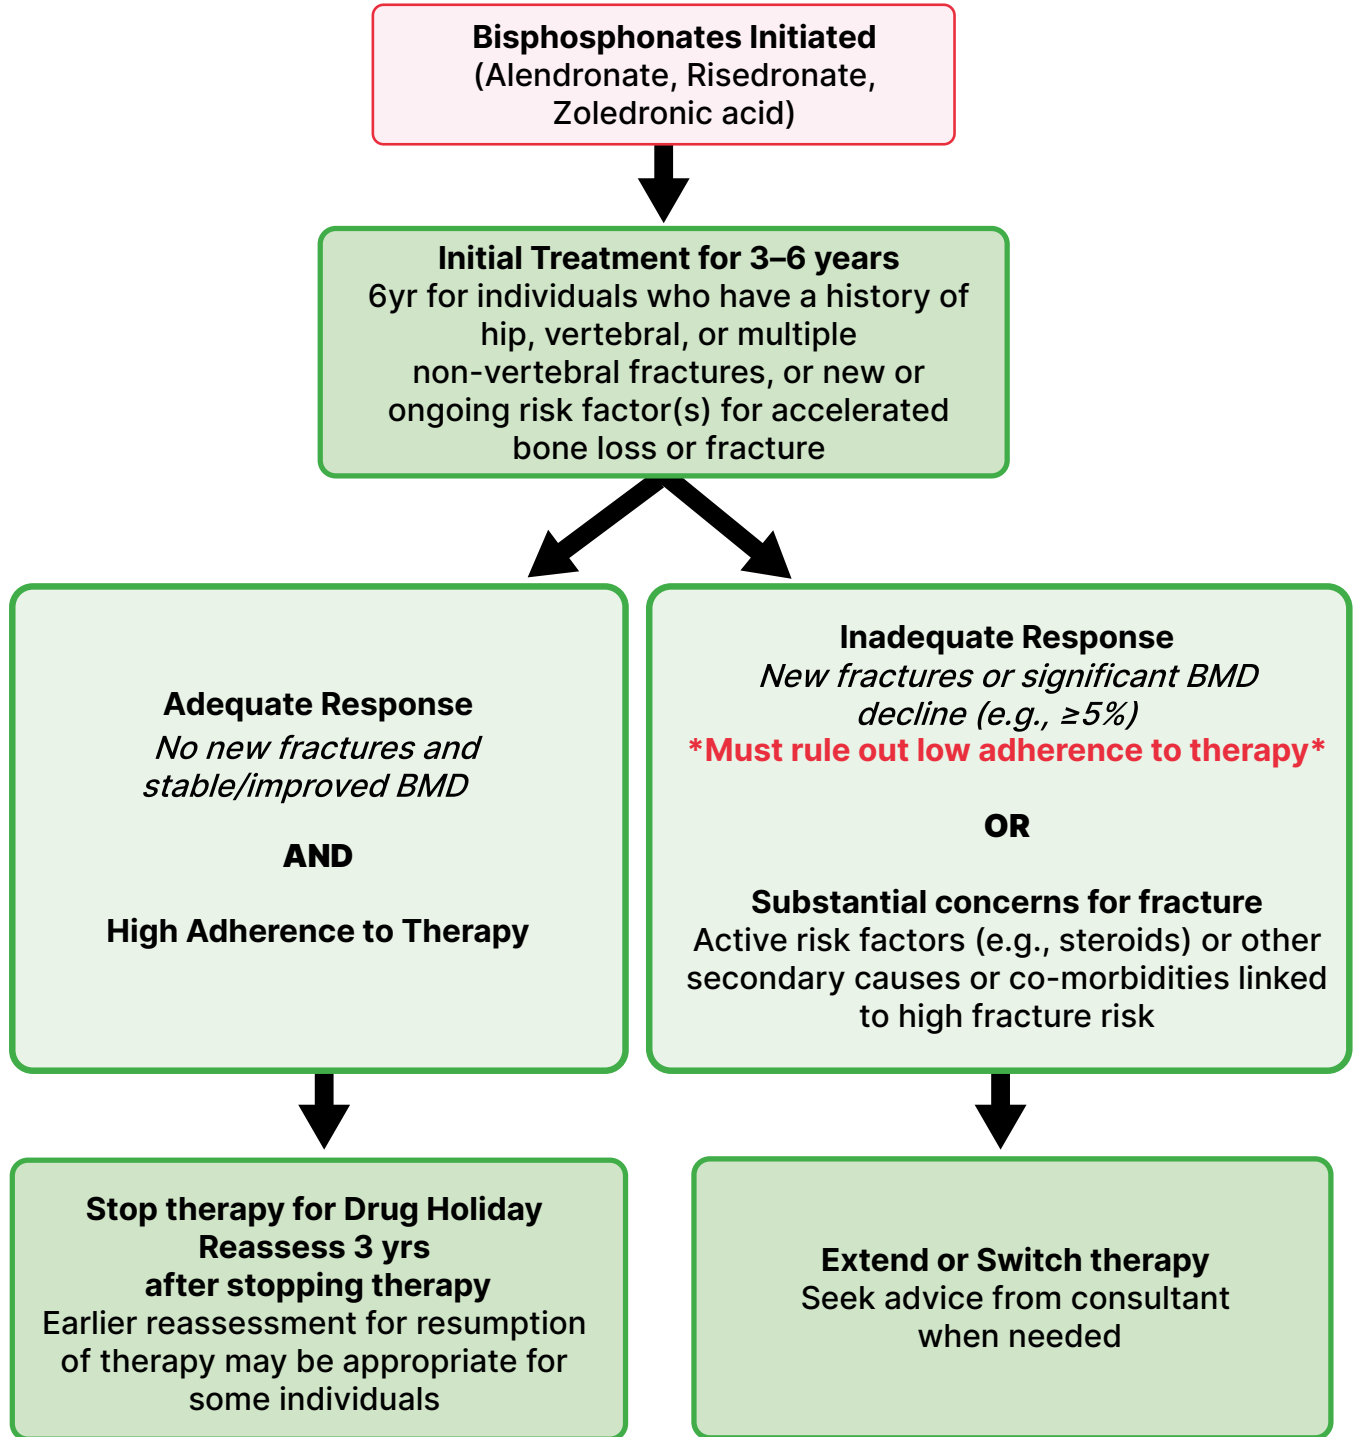 Bisphosphonates Initiated
(Alendronate, Risedronate,
Zoledronic acid)
Initial Treatment for 3–6 years
6yr for individuals who have a history of
hip, vertebral, or multiple
non-vertebral fractures, or new or
ongoing risk factor(s) for accelerated
bone loss or fracture
Adequate Response
No new fractures and
stable/improved BMD
AND
High Adherence to Therapy
Inadequate Response
New fractures or significant BMD
decline (e.g., ≥5%)
*Must rule out low adherence to therapy*
OR
Substantial concerns for fracture
Active risk factors (e.g., steroids) or other
secondary causes or co-morbidities linked
to high fracture risk
Stop therapy for Drug Holiday
Reassess 3 yrs
after stopping therapy
Earlier reassessment for resumption
of therapy may be appropriate for
some individuals
Extend or Switch therapy
Seek advice from consultant
when needed